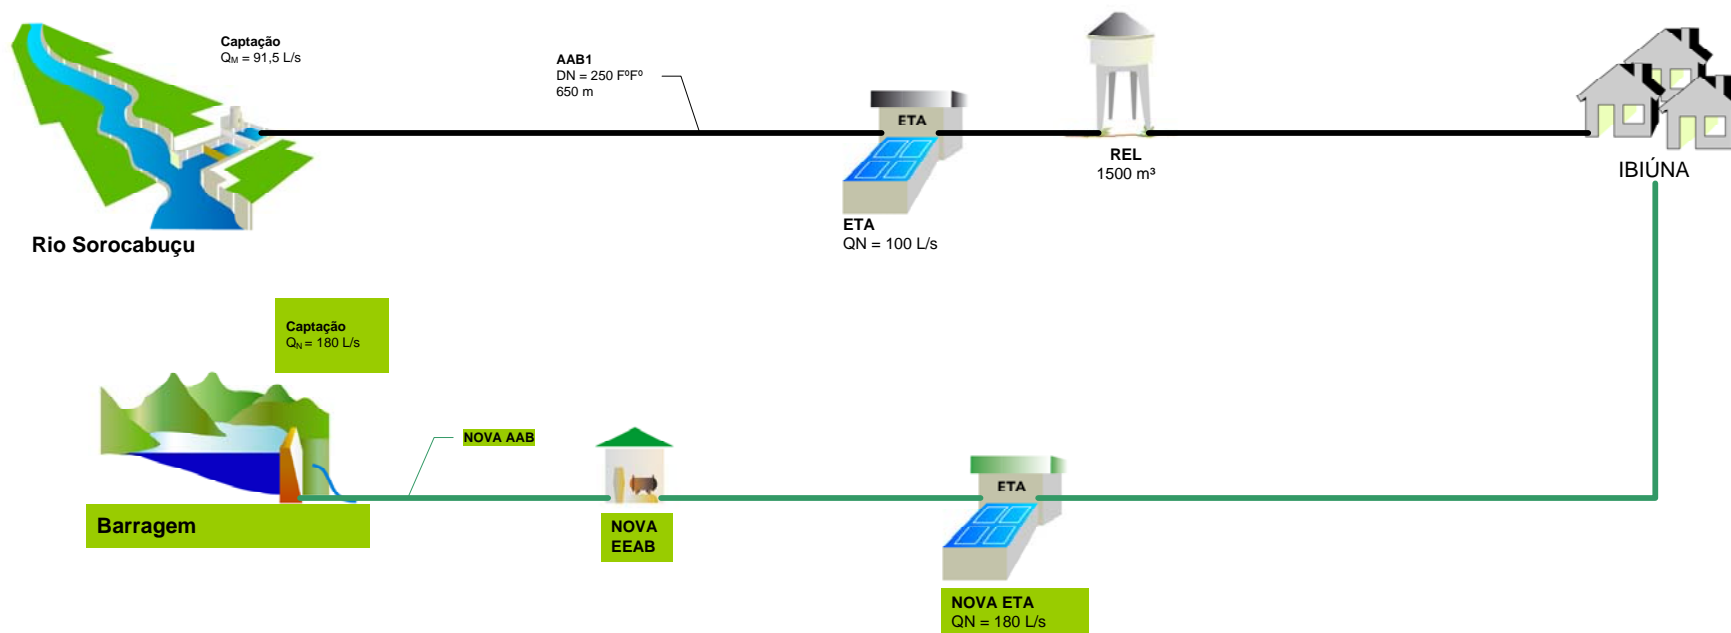 Captação
QM = 91,5 L/s
AAB1
DN = 250 FºFº
650 m
ETA
REL
1500 m³
IBIÚNA
ETA
QN = 100 L/s
Rio Sorocabuçu
Captação
QN = 180 L/s
NOVA AAB
ETA
Barragem
NOVA
EEAB
NOVA ETA
QN = 180 L/s